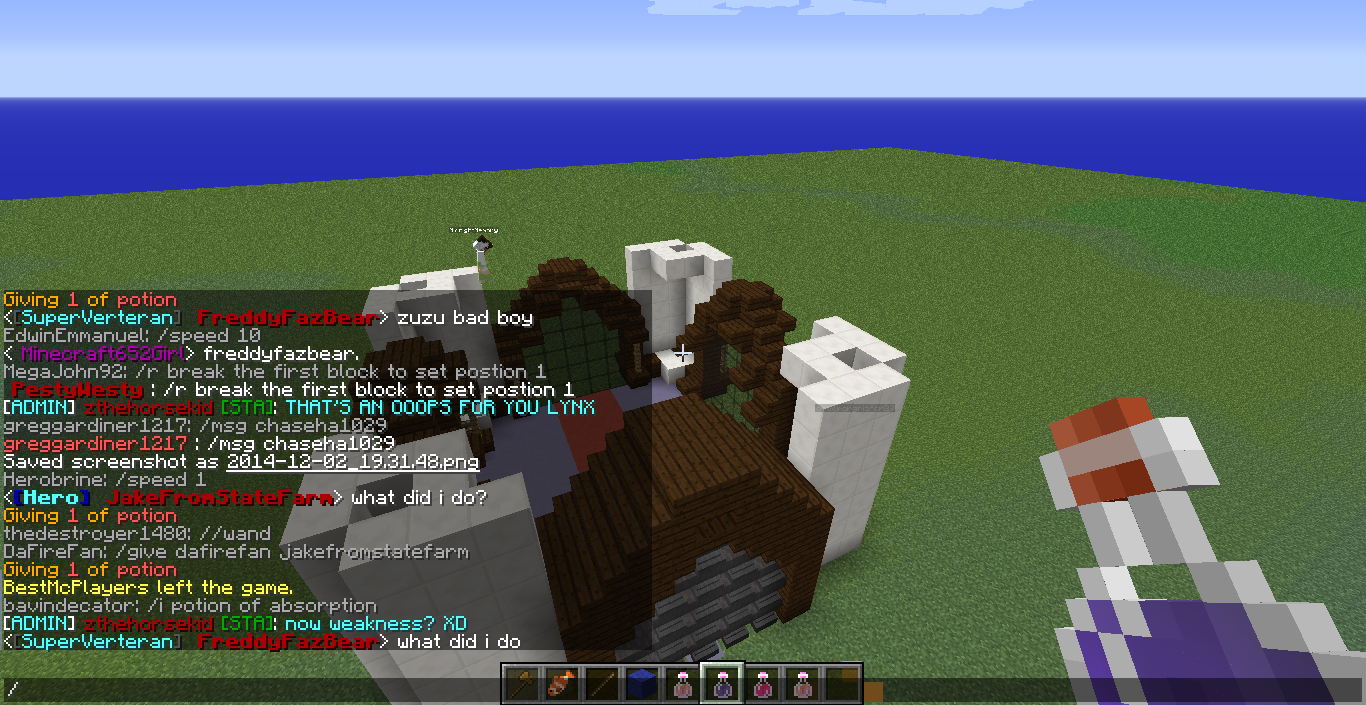 Giving 1 of potion
<[SuperVerteran] FreddyFazBear> zuzu bad boy
EdwinEmmanuel: /speed 10
< Minecraft652Girl> freddyfazbear.
MegaJohn92: /r break the first block to set postion 1
PestyWesty : /r break the first block to set postion 1
[ADMIN] zthehorsekid [STA]: THAT'S AN OOOPS FOR YOU LYNX
greggardiner1217: /msg chaseha1029
greggardiner1217 : /msg chaseha1029
Saved screenshot as 2014-12-02_19.31.48.png
Herobrine: /speed 1
<[Hero] JakeFromStateFarm> what did i do?
Giving 1 of potion
thedestroyer1480: //wand
DaFireFan: /give dafirefan jakefromstatefarm
Giving 1 of potion
BestMcPlayers left the game.
bavindecator: /i potion of absorption
[ADMIN] zthehorsekid [STA]: now weakness? XD
<[SuperVerteran] FreddyFazBear> what did i do
/